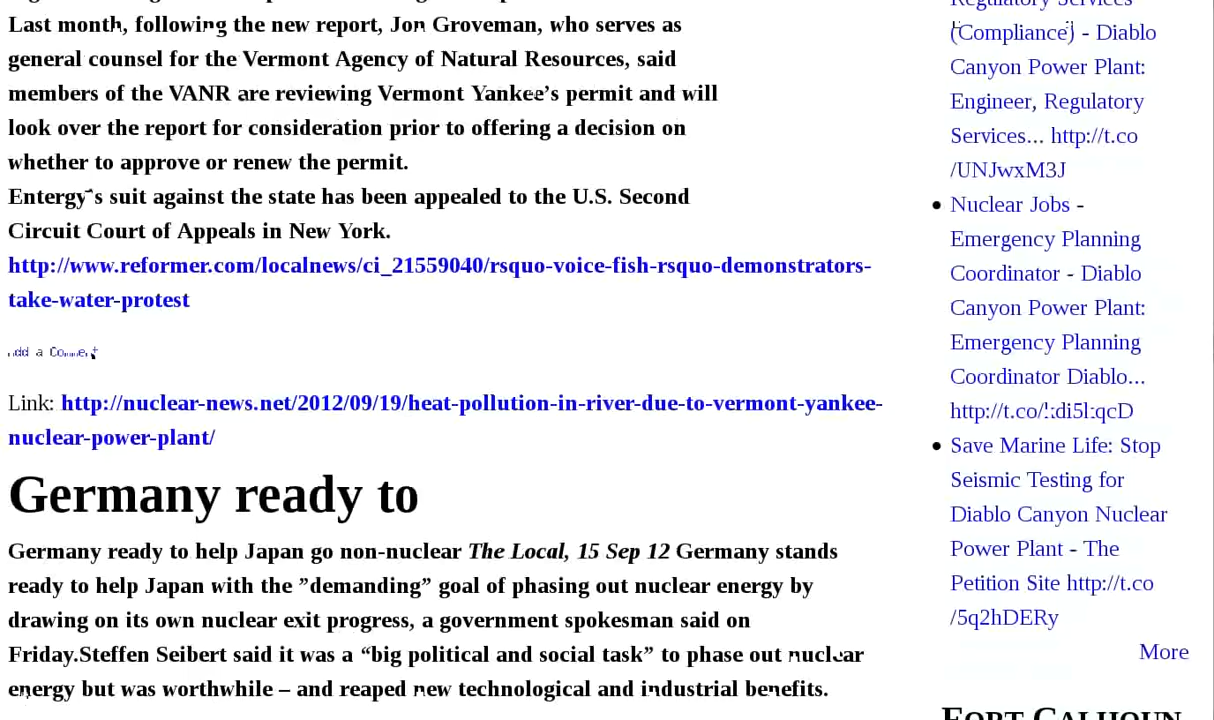 Last month, following the new report, Jon Groveman, who serves as
general counsel for the Vermont Agency of Natural Resources, said
members of the VANR are reviewing Vermont Yankee’s permit and will
look over the report for consideration prior to offering a decision on
whether to approve or renew the permit.
Entergy’s suit against the state has been appealed to the U.S. Second
Circuit Court of Appeals in New York.
http://www.reformer.com/localnews/ci_21559040/rsquo-voice-fish-rsquo-demonstrators-
take-water-protest
Add a Comment
Link: http://nuclear-news.net/2012/09/19/heat-pollution-in-river-due-to-vermont-yankee-
nuclear-power-plant/
Germany ready to
Germany ready to help Japan go non-nuclear The Local, 15 Sep 12 Germany stands
ready to help Japan with the ”demanding” goal of phasing out nuclear energy by
drawing on its own nuclear exit progress, a government spokesman said on
Friday.Steffen Seibert said it was a “big political and social task” to phase out nuclear
energy but was worthwhile – and reaped new technological and industrial benefits.
Regulatory Services
(Compliance) - Diablo
Canyon Power Plant:
Engineer, Regulatory
Services... http://t.co
/UNJwxM3J
Nuclear Jobs -
Emergency Planning
Coordinator - Diablo
Canyon Power Plant:
Emergency Planning
Coordinator Diablo...
Save Marine Life: Stop
Seismic Testing for
Diablo Canyon Nuclear
Power Plant - The
Petition Site http://t.co
/5q2hDERy
More
FORT CALHOUN